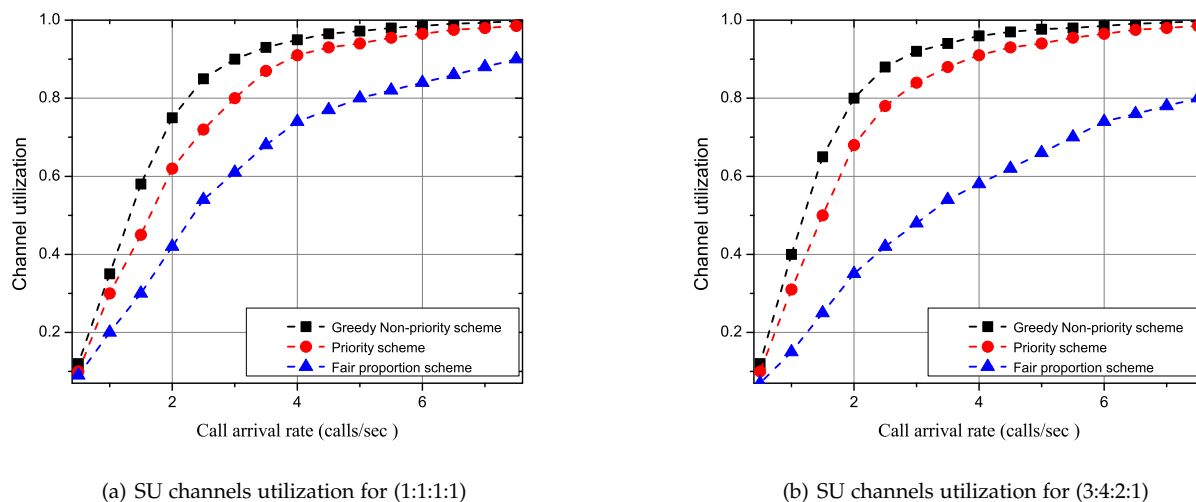 1.0
0.8
0.6
0.4
0.2
Channel utilization
Greedy Non-priority scheme
Priority scheme
Fair proportion scheme
2
4
6
Call arrival rate (calls/sec )
(a) SU channels utilization for (1:1:1:1)
1.0
0.8
0.6
0.4
0.2
Channel utilization
Greedy Non-priority scheme
Priority scheme
Fair proportion scheme
2
4
6
Call arrival rate (calls/sec )
(b) SU channels utilization for (3:4:2:1)